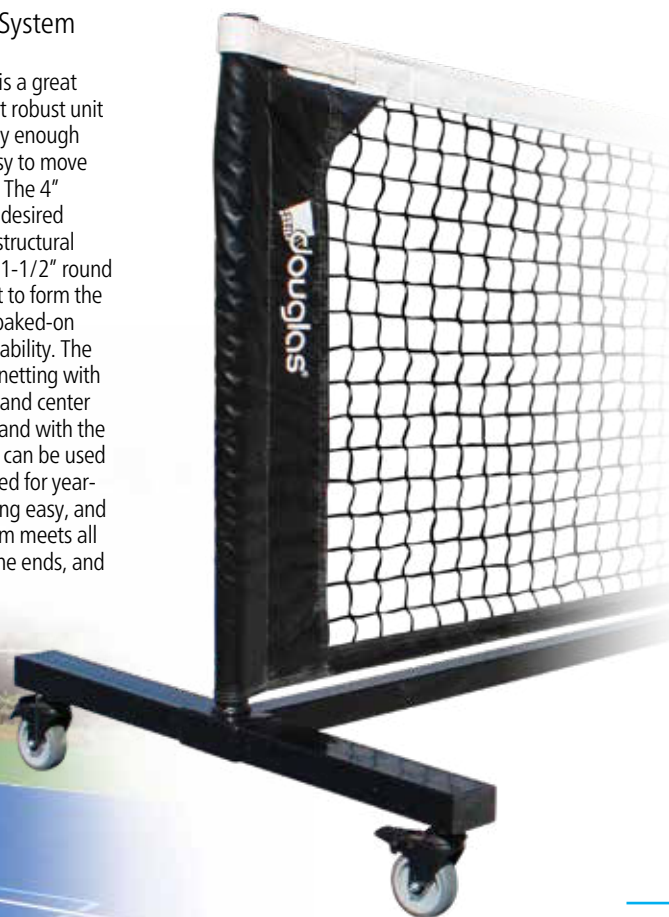 System
is a great
t robust unit
y enough
sy to move
The 4"
desired
structural
1-1/2" round
t to form the
baked-on
ability. The
netting with
and center
and with the
can be used
ed for year-
ng easy, and
m meets all
he ends, and
douglas®